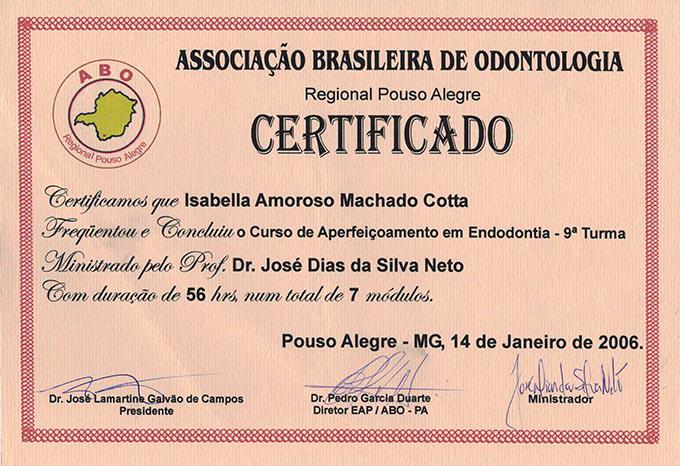 ASSOCIAÇÃO BRASILEIRA DE ODONTOLOGIA
Regional Pouso Alegre
CERTIFICADO
ABO
Regional Pouso Alegre
Certificamos que Isabella Amoroso Machado Cotta
Freqüentou e Concluiu o Curso de Aperfeiçoamento em Endodontia - 9ª Turma
Ministrado pelo Prof. Dr. José Dias da Silva Neto
Com duração de 56 hrs, num total de 7 módulos.
Pouso Alegre - MG, 14 de Janeiro de 2006.
Dr. José Lamartine Galvão de Campos
Presidente
Dr. Pedro Garcia Duarte
Diretor EAP / ABO - PA
Ministrador